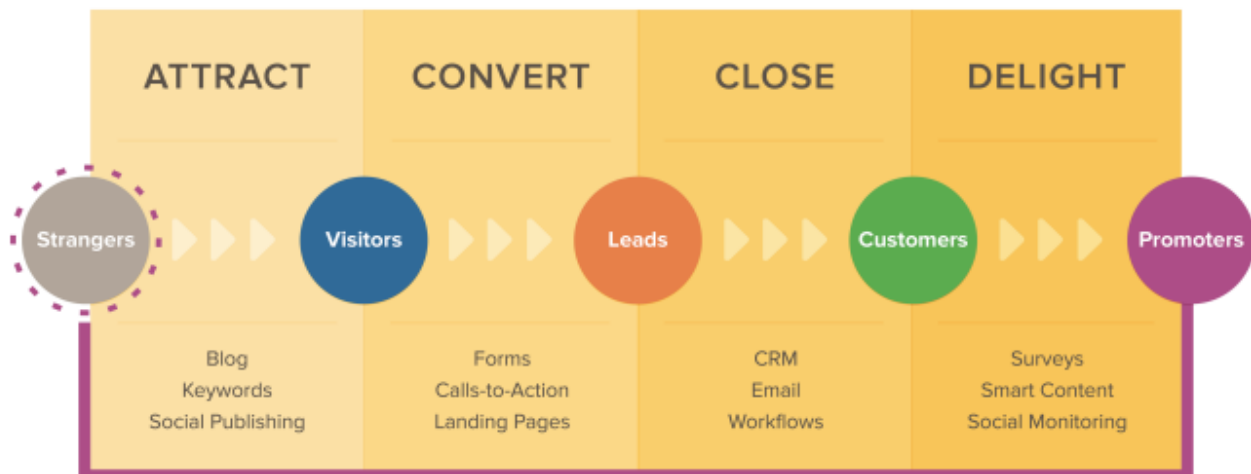 ATTRACT CONVERT CLOSE DELIGHT
Strangers Visitors Leads Customers Promoters
Blog Forms CRM Surveys
Keywords Calls-to-Action Email Smart Content
Social Publishing Landing Pages Workflows Social Monitoring